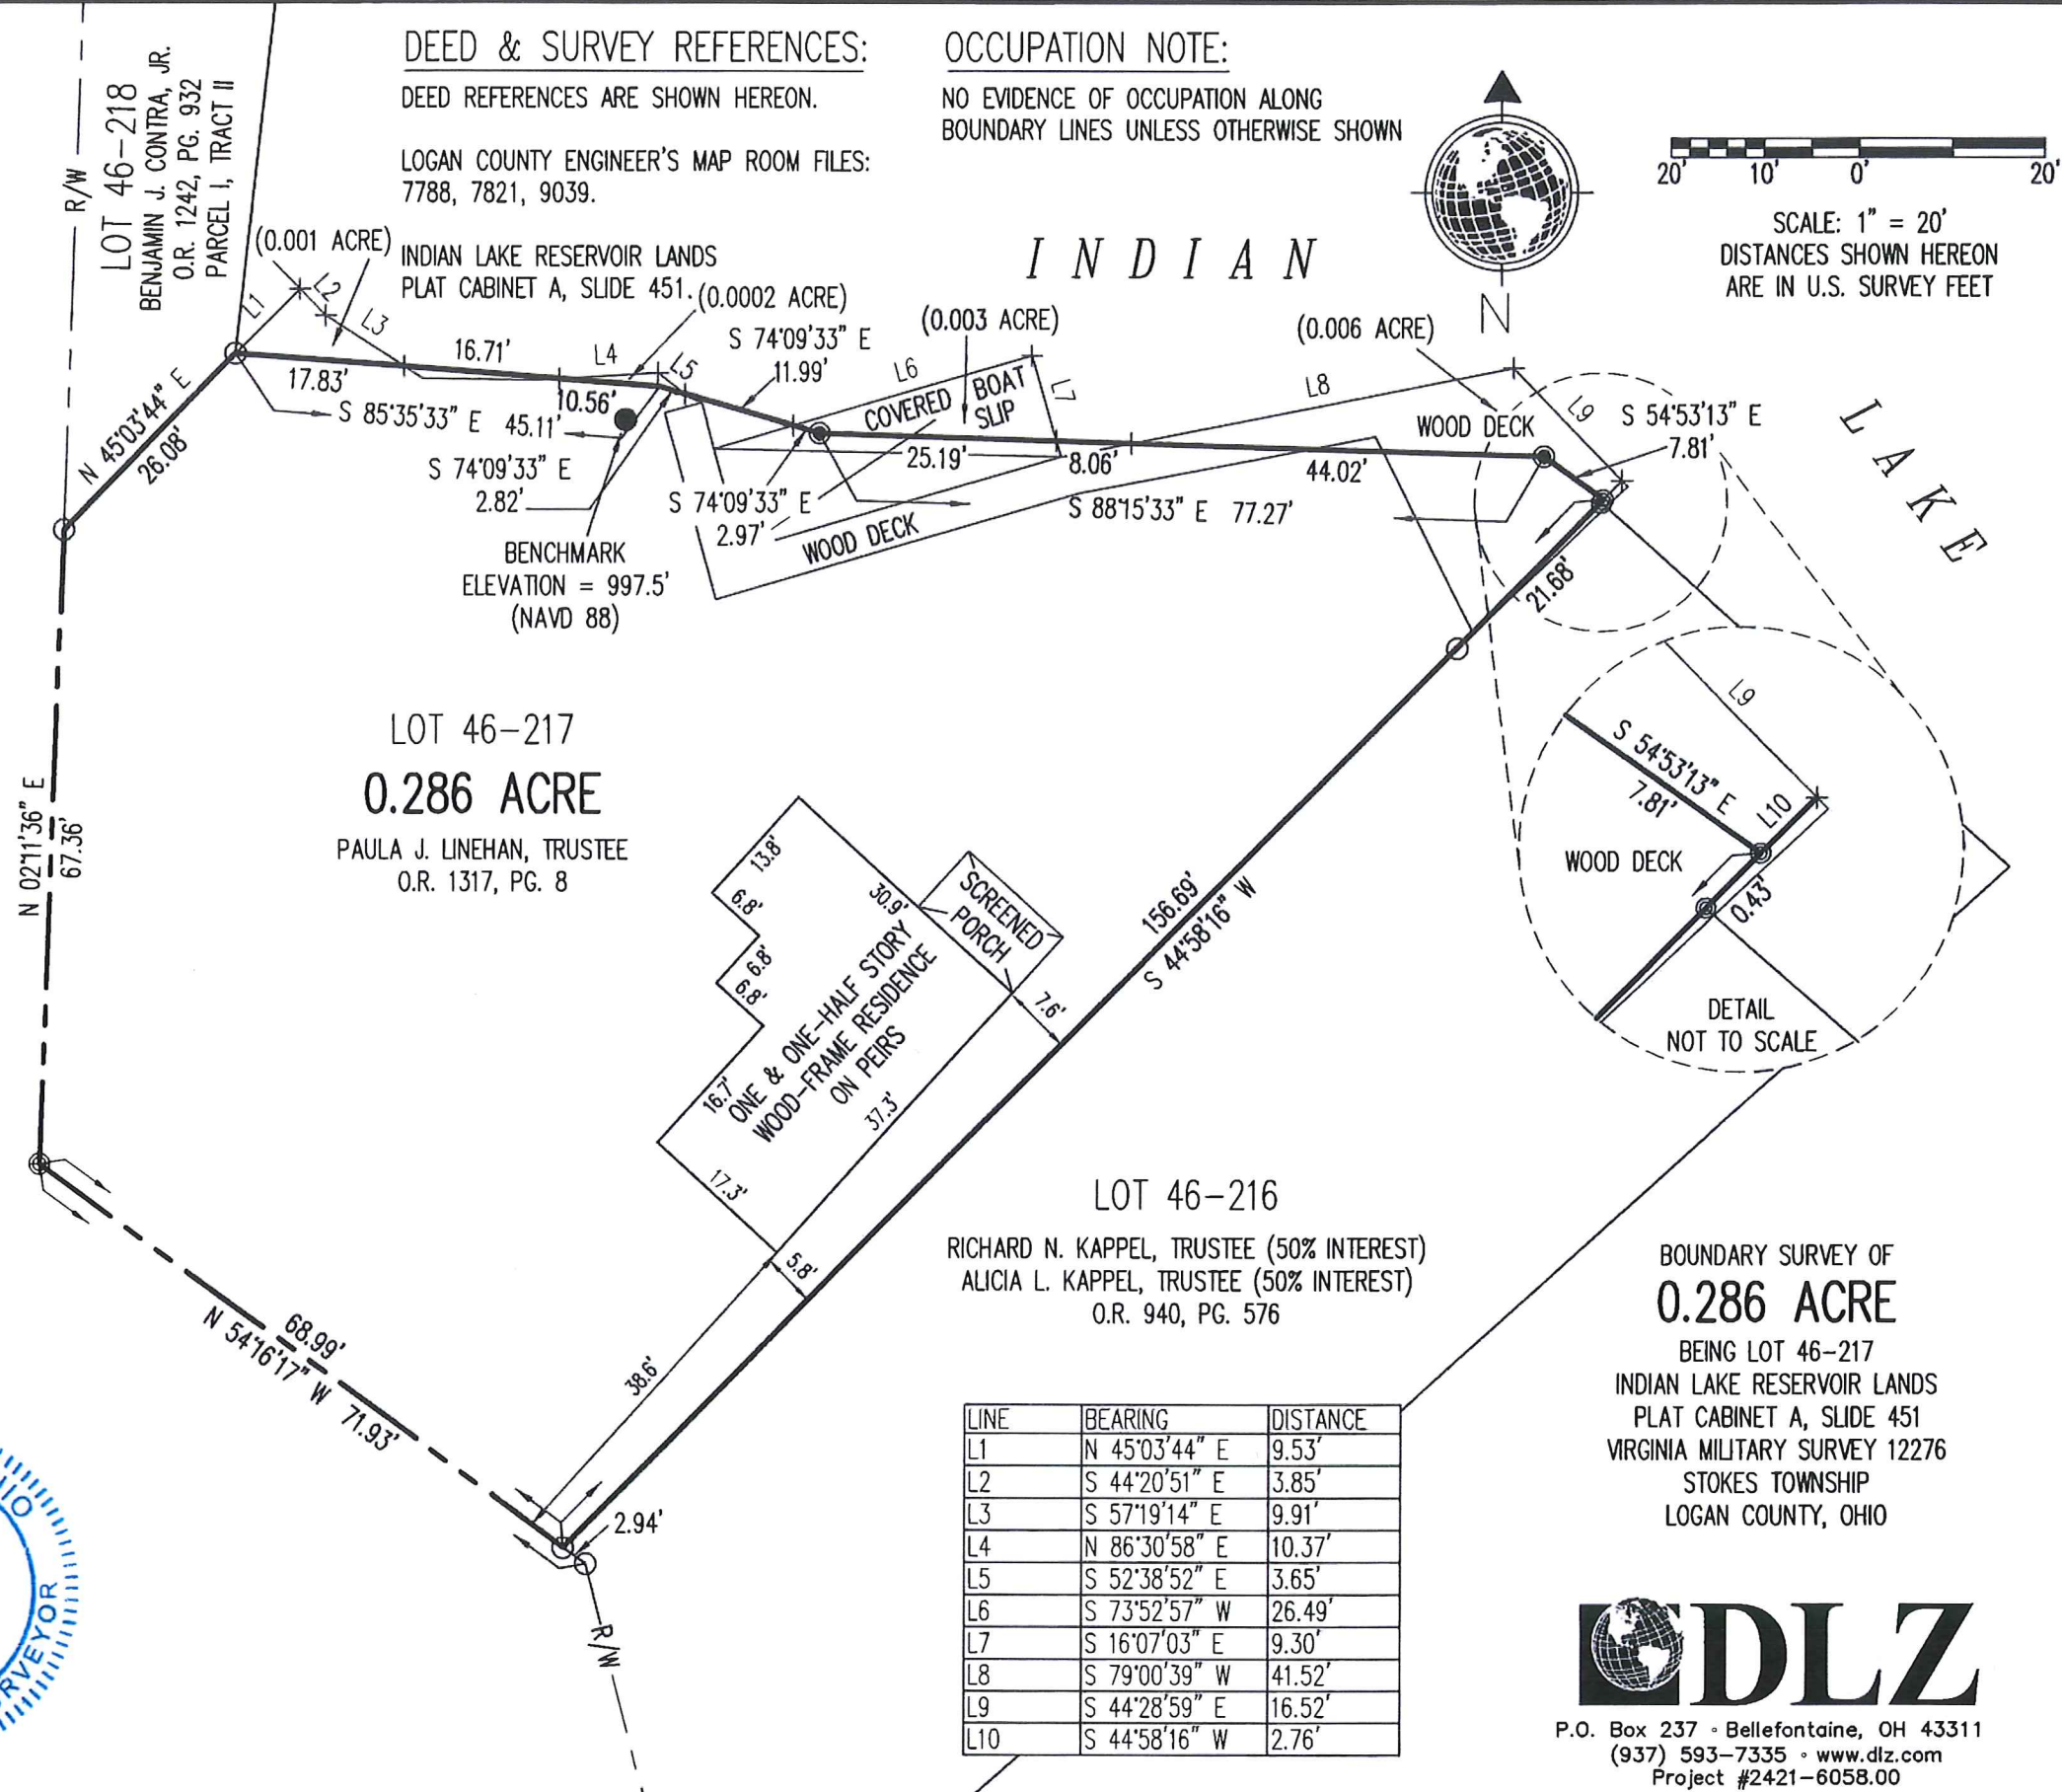 DEED & SURVEY REFERENCES:
DEED REFERENCES ARE SHOWN HEREON.
LOGAN COUNTY ENGINEER'S MAP ROOM FILES:
7788, 7821, 9039.
INDIAN LAKE RESERVOIR LANDS
PLAT CABINET A, SLIDE 451.
OCCUPATION NOTE:
NO EVIDENCE OF OCCUPATION ALONG
BOUNDARY LINES UNLESS OTHERWISE SHOWN
N
20' 10' 0' 20'
SCALE: 1" = 20'
DISTANCES SHOWN HEREON
ARE IN U.S. SURVEY FEET
R/W
LOT 46-218
BENJAMIN J. CONTRA, JR.
O.R. 1242, PG. 932
PARCEL I, TRACT II
INDIAN
LAKE
(0.001 ACRE)
L1
L2
L3
16.71'
17.83'
L4
10.56'
(0.0002 ACRE)
L5
S 74°09'33" E
11.99'
(0.003 ACRE)
L6
COVERED BOAT
SLIP
L7
(0.006 ACRE)
L8
WOOD DECK
L9
S 54°53'13" E
7.81'
S 85°35'33" E 45.11'
S 74°09'33" E
2.82'
S 74°09'33" E
2.97'
25.19'
8.06'
44.02'
S 88°15'33" E 77.27'
WOOD DECK
BENCHMARK
ELEVATION = 997.5'
(NAVD 88)
N 45°03'44" E
26.08'
21.68'
N 02°11'36" E
67.36'
LOT 46-217
0.286 ACRE
PAULA J. LINEHAN, TRUSTEE
O.R. 1317, PG. 8
13.8'
6.8'
6.8'
6.8'
16.7'
17.3'
30.9'
37.3'
ONE & ONE-HALF STORY
WOOD-FRAME RESIDENCE
ON PEIRS
SCREENED
PORCH
7.6'
5.8'
38.6'
156.69'
S 44°58'16" W
L9
S 54°53'13" E
7.81'
L10
WOOD DECK
0.43'
DETAIL
NOT TO SCALE
68.99'
N 54°16'17" W 71.93'
2.94'
R/W
LOT 46-216
RICHARD N. KAPPEL, TRUSTEE (50% INTEREST)
ALICIA L. KAPPEL, TRUSTEE (50% INTEREST)
O.R. 940, PG. 576
LINE BEARING DISTANCE
L1 N 45°03'44" E 9.53'
L2 S 44°20'51" E 3.85'
L3 S 57°19'14" E 9.91'
L4 N 86°30'58" E 10.37'
L5 S 52°38'52" E 3.65'
L6 S 73°52'57" W 26.49'
L7 S 16°07'03" E 9.30'
L8 S 79°00'39" W 41.52'
L9 S 44°28'59" E 16.52'
L10 S 44°58'16" W 2.76'
BOUNDARY SURVEY OF
0.286 ACRE
BEING LOT 46-217
INDIAN LAKE RESERVOIR LANDS
PLAT CABINET A, SLIDE 451
VIRGINIA MILITARY SURVEY 12276
STOKES TOWNSHIP
LOGAN COUNTY, OHIO
DLZ
P.O. Box 237 ◦ Bellefontaine, OH 43311
(937) 593-7335 ◦ www.dlz.com
Project #2421-6058.00